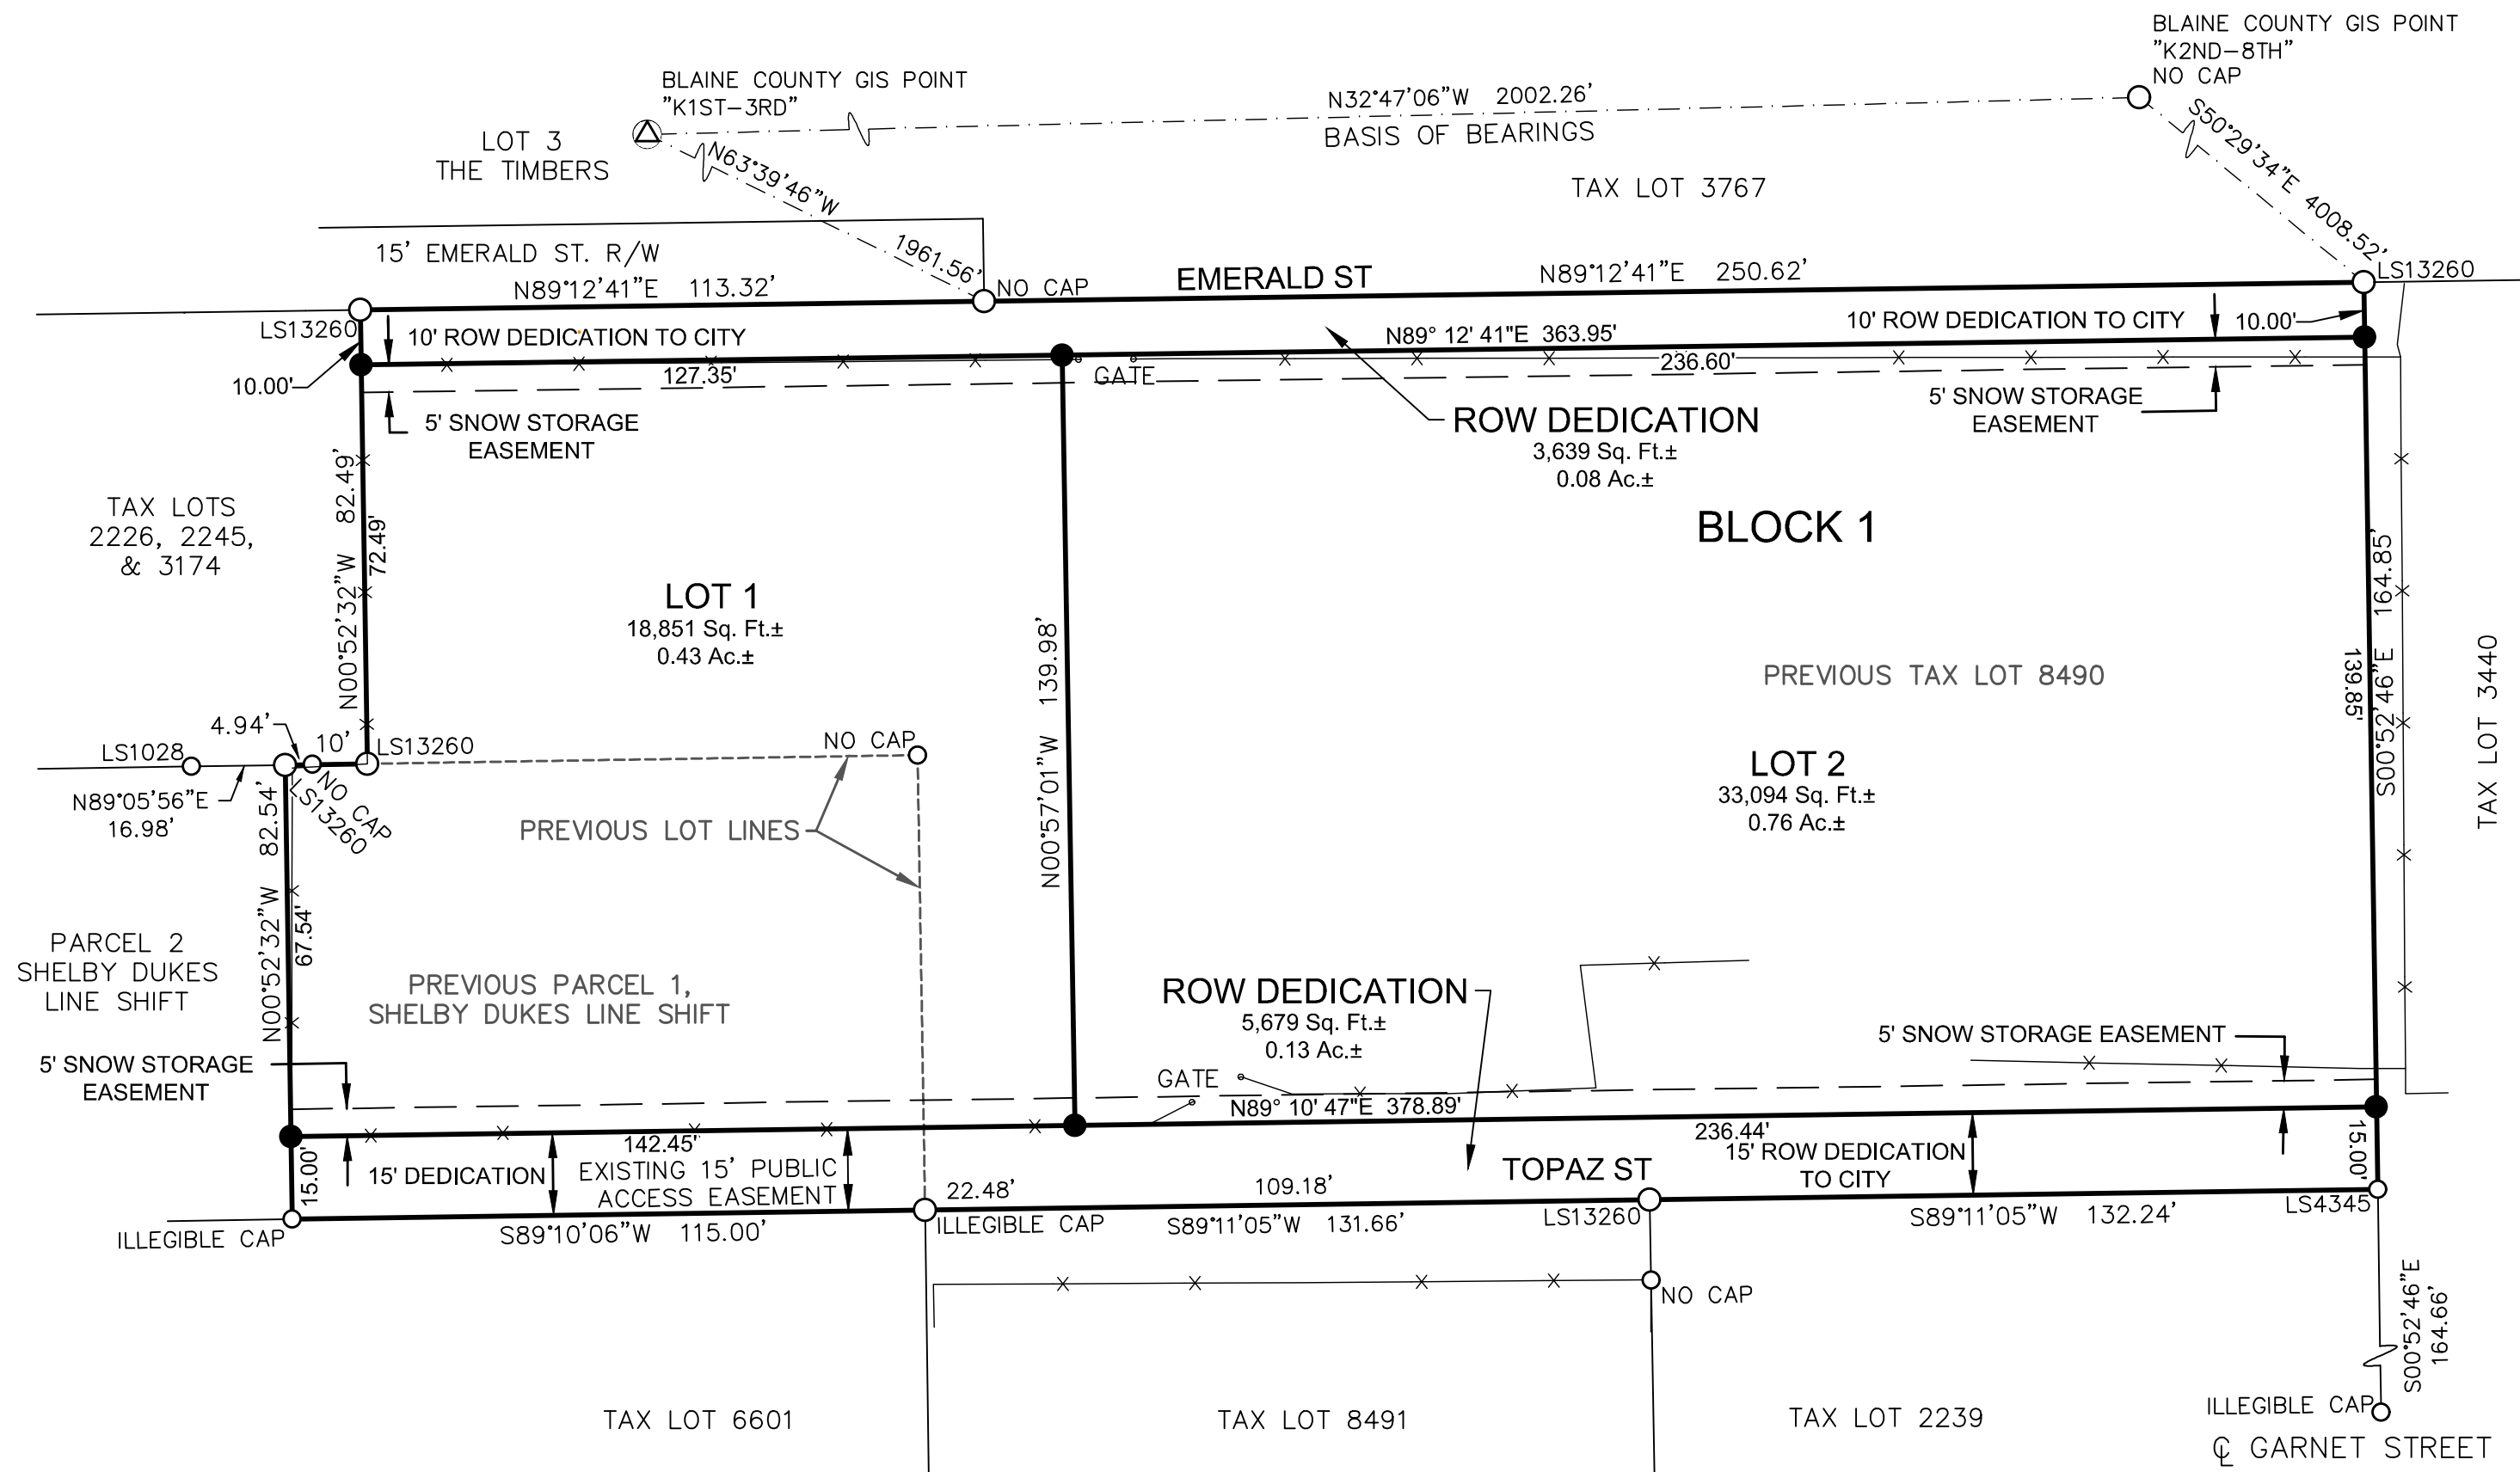 BLAINE COUNTY GIS POINT
"K2ND-8TH"
NO CAP
BLAINE COUNTY GIS POINT
"K1ST-3RD"
N32°47'06"W 2002.26'
BASIS OF BEARINGS
S50°29'34"E 4008.52'
LOT 3
THE TIMBERS
N63°39'46"W 1961.56'
TAX LOT 3767
15' EMERALD ST. R/W
N89°12'41"E 113.32'
NO CAP
EMERALD ST
N89°12'41"E 250.62'
LS13260
LS13260
10' ROW DEDICATION TO CITY
N89° 12' 41"E 363.95'
10' ROW DEDICATION TO CITY
10.00'
10.00'
127.35'
GATE
236.60'
5' SNOW STORAGE
EASEMENT
ROW DEDICATION
3,639 Sq. Ft.±
0.08 Ac.±
5' SNOW STORAGE
EASEMENT
TAX LOTS
2226, 2245,
& 3174
N00°52'32"W 82.49'
72.49'
BLOCK 1
LOT 1
18,851 Sq. Ft.±
0.43 Ac.±
N00°57'01"W 139.98'
PREVIOUS TAX LOT 8490
139.85'
S00°52'46"E 164.85'
TAX LOT 3440
4.94'
10'
LS13260
NO CAP
LS1028
N89°05'56"E
16.98'
NO CAP
LS13260
PREVIOUS LOT LINES
LOT 2
33,094 Sq. Ft.±
0.76 Ac.±
N00°52'32"W 82.54'
67.54'
PARCEL 2
SHELBY DUKES
LINE SHIFT
PREVIOUS PARCEL 1,
SHELBY DUKES LINE SHIFT
ROW DEDICATION
5,679 Sq. Ft.±
0.13 Ac.±
5' SNOW STORAGE
EASEMENT
5' SNOW STORAGE EASEMENT
GATE
N89° 10' 47"E 378.89'
142.45'
236.44'
15.00'
15' DEDICATION
EXISTING 15' PUBLIC
ACCESS EASEMENT
TOPAZ ST
15' ROW DEDICATION
TO CITY
15.00'
22.48'
109.18'
ILLEGIBLE CAP
S89°10'06"W 115.00'
ILLEGIBLE CAP
S89°11'05"W 131.66'
LS13260
S89°11'05"W 132.24'
LS4345
NO CAP
S00°52'46"E
164.66'
TAX LOT 6601
TAX LOT 8491
TAX LOT 2239
ILLEGIBLE CAP
℄ GARNET STREET